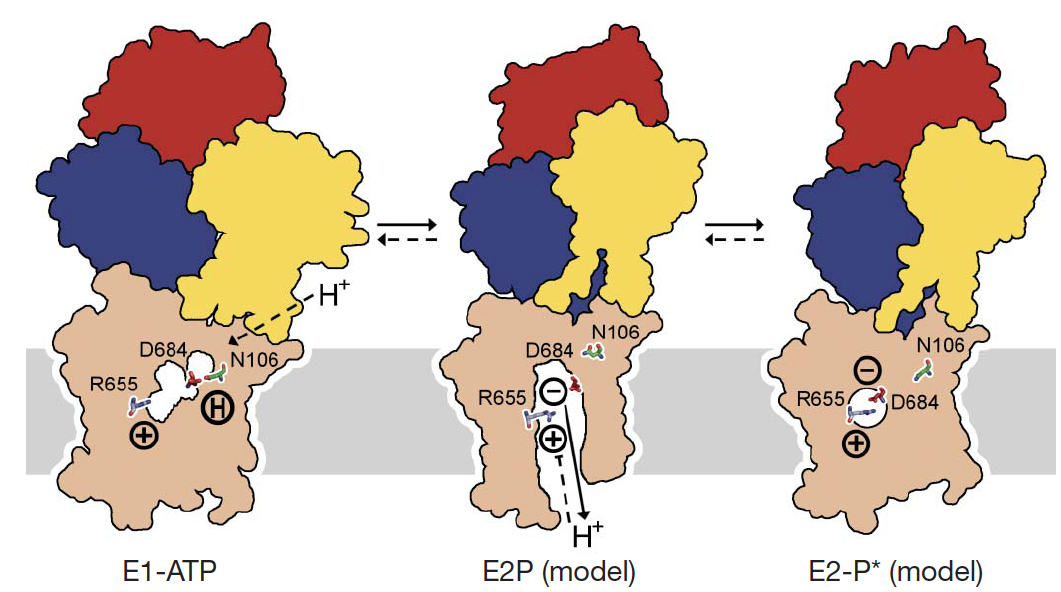 H+
D684
N106
R655
H
+
E1-ATP
N106
D684
R655
−
+
H+
E2P (model)
N106
−
R655
D684
+
E2-P* (model)